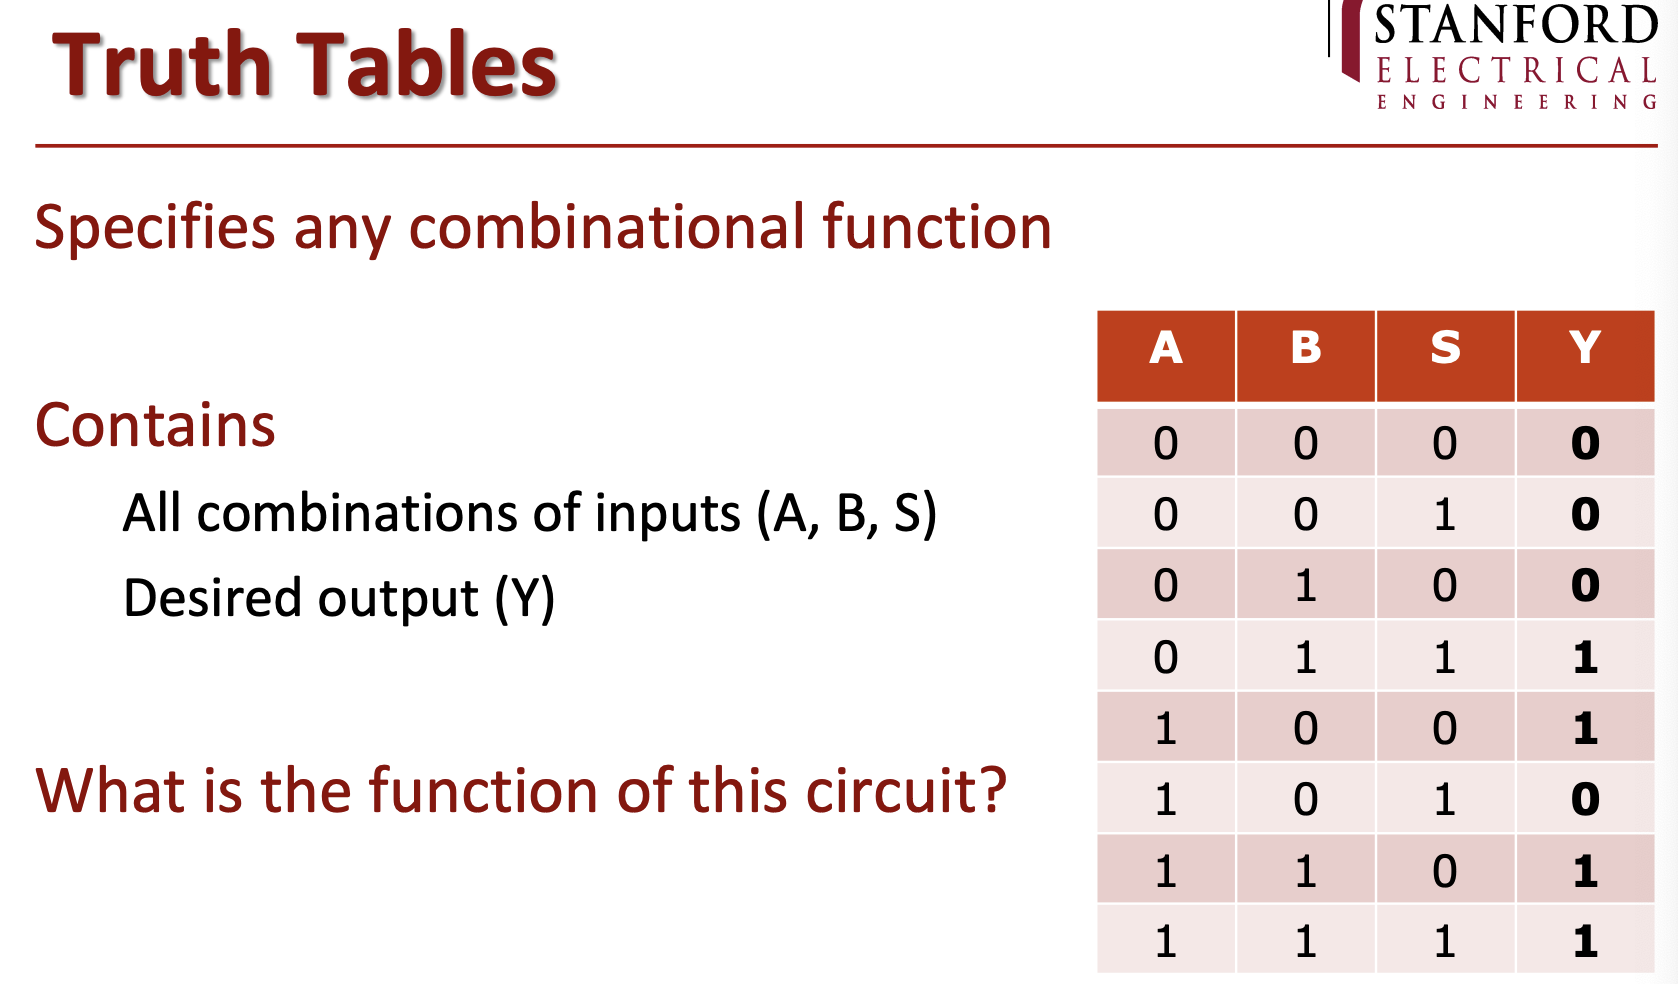 Truth Tables
STANFORD
ELECTRICAL
ENGINEERING
Specifies any combinational function
Contains
All combinations of inputs (A, B, S)
Desired output (Y)
What is the function of this circuit?
A B S Y
0 0 0 0
0 0 1 0
0 1 0 0
0 1 1 1
1 0 0 1
1 0 1 0
1 1 0 1
1 1 1 1